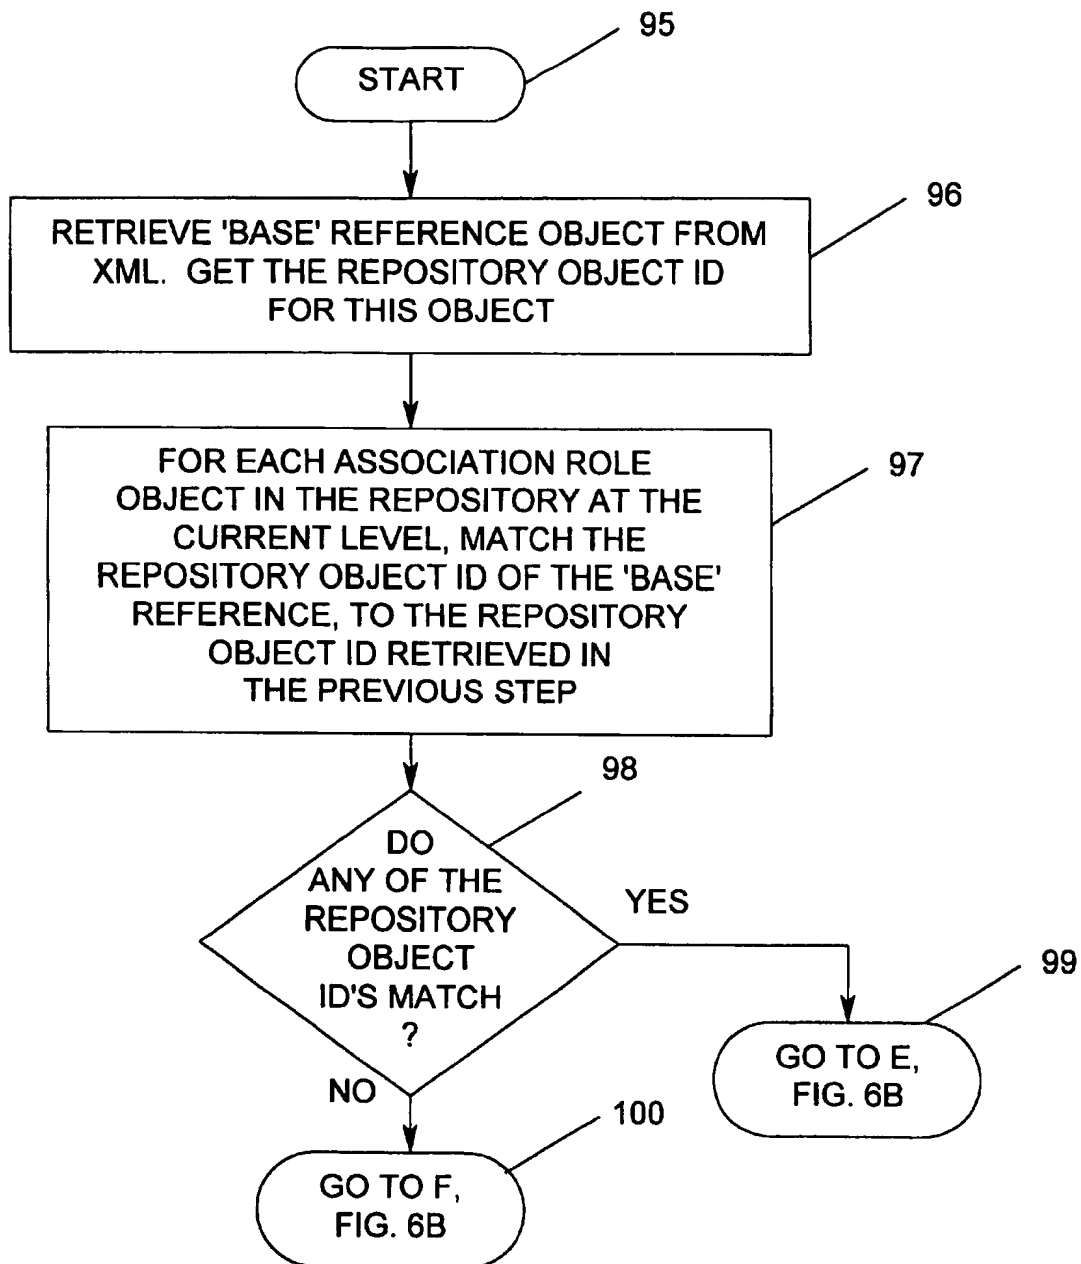 95
START
96
RETRIEVE 'BASE' REFERENCE OBJECT FROM
XML. GET THE REPOSITORY OBJECT ID
FOR THIS OBJECT
97
FOR EACH ASSOCIATION ROLE
OBJECT IN THE REPOSITORY AT THE
CURRENT LEVEL, MATCH THE
REPOSITORY OBJECT ID OF THE 'BASE'
REFERENCE, TO THE REPOSITORY
OBJECT ID RETRIEVED IN
THE PREVIOUS STEP
98
DO
ANY OF THE
REPOSITORY
OBJECT
ID'S MATCH
?
YES
99
GO TO E,
FIG. 6B
NO
100
GO TO F,
FIG. 6B